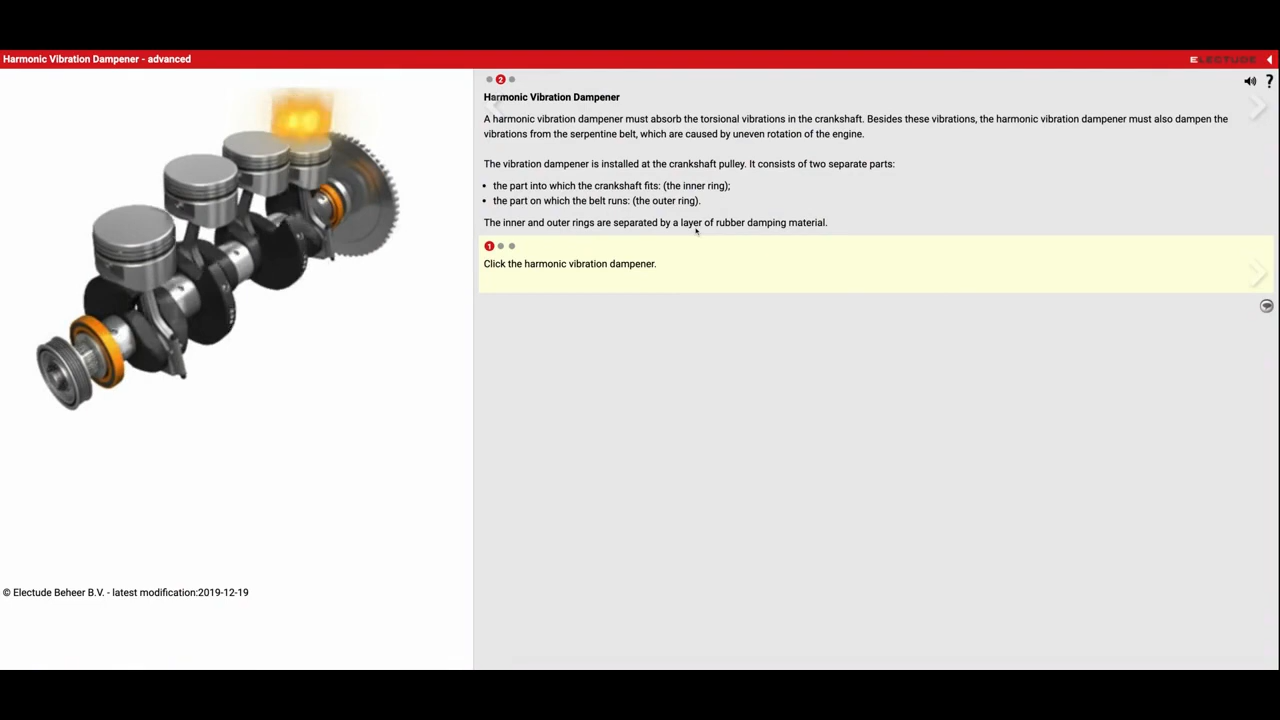 Harmonic Vibration Dampener - advanced
ELECTUDE
2
?
Harmonic Vibration Dampener
A harmonic vibration dampener must absorb the torsional vibrations in the crankshaft. Besides these vibrations, the harmonic vibration dampener must also dampen the
vibrations from the serpentine belt, which are caused by uneven rotation of the engine.
The vibration dampener is installed at the crankshaft pulley. It consists of two separate parts:
• the part into which the crankshaft fits: (the inner ring);
• the part on which the belt runs: (the outer ring).
The inner and outer rings are separated by a layer of rubber damping material.
1
Click the harmonic vibration dampener.
© Electude Beheer B.V. - latest modification:2019-12-19